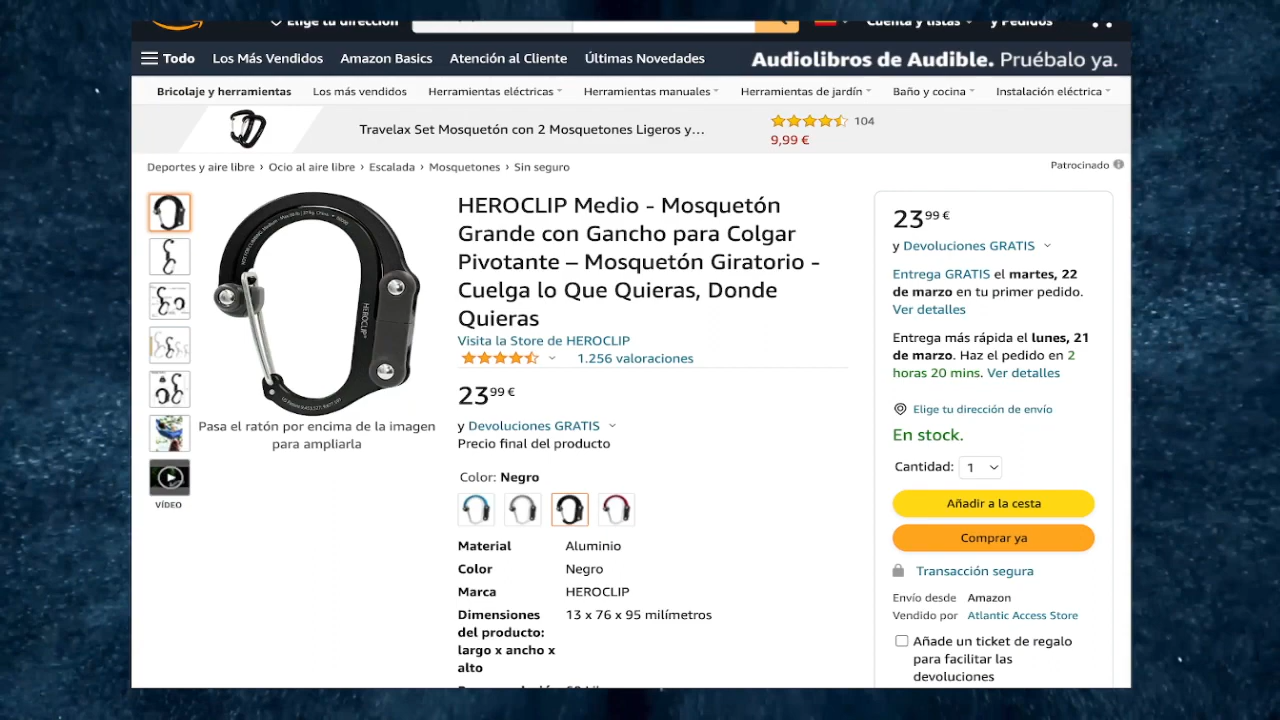 Elige tu dirección
Cuenta y listas
y Pedidos
Todo
Los Más Vendidos
Amazon Basics
Atención al Cliente
Últimas Novedades
Audiolibros de Audible. Pruébalo ya.
Bricolaje y herramientas
Los más vendidos
Herramientas eléctricas
Herramientas manuales
Herramientas de jardín
Baño y cocina
Instalación eléctrica
Travelax Set Mosquetón con 2 Mosquetones Ligeros y…
104
9,99 €
Deportes y aire libre › Ocio al aire libre › Escalada › Mosquetones › Sin seguro
Patrocinado
HEROCLIP
Pasa el ratón por encima de la imagen
para ampliarla
VÍDEO
HEROCLIP Medio - Mosquetón
Grande con Gancho para Colgar
Pivotante – Mosquetón Giratorio -
Cuelga lo Que Quieras, Donde
Quieras
Visita la Store de HEROCLIP
1.256 valoraciones
23 99 €
y Devoluciones GRATIS
Precio final del producto
Color: Negro
Material Aluminio
Color Negro
Marca HEROCLIP
Dimensiones 13 x 76 x 95 milímetros
del producto:
largo x ancho x
alto
23 99 €
y Devoluciones GRATIS
Entrega GRATIS el martes, 22
de marzo en tu primer pedido.
Ver detalles
Entrega más rápida el lunes, 21
de marzo. Haz el pedido en 2
horas 20 mins. Ver detalles
Elige tu dirección de envío
En stock.
Cantidad: 1
Añadir a la cesta
Comprar ya
Transacción segura
Envío desde Amazon
Vendido por Atlantic Access Store
Añade un ticket de regalo
para facilitar las
devoluciones